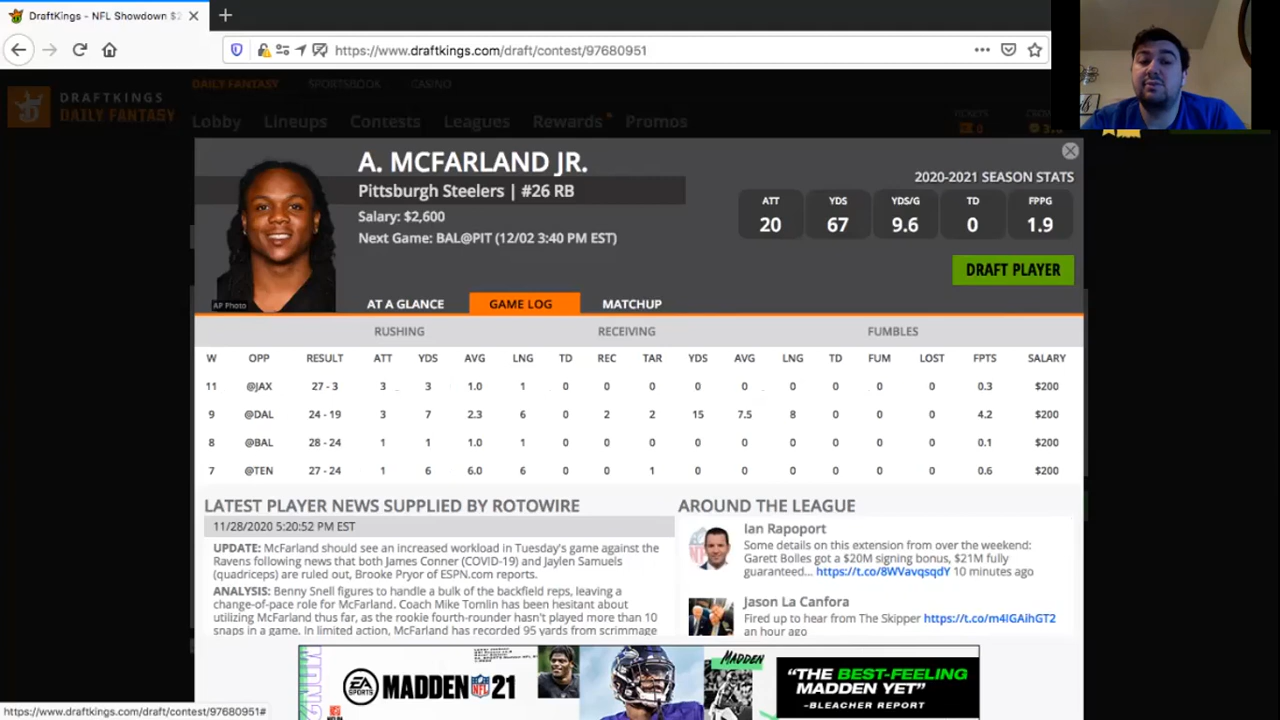 DraftKings - NFL Showdown $2
https://www.draftkings.com/draft/contest/97680951
DAILY FANTASY SPORTSBOOK CASINO
DRAFTKINGS
DAILY FANTASY
Lobby Lineups Contests Leagues Rewards Promos
TICKETS
0
A. MCFARLAND JR.
Pittsburgh Steelers | #26 RB
Salary: $2,600
Next Game: BAL@PIT (12/02 3:40 PM EST)
2020-2021 SEASON STATS
ATT YDS YDS/G TD FPPG
20 67 9.6 0 1.9
DRAFT PLAYER
AP Photo
AT A GLANCE GAME LOG MATCHUP
RUSHING RECEIVING FUMBLES
W OPP RESULT ATT YDS AVG LNG TD REC TAR YDS AVG LNG TD FUM LOST FPTS SALARY
11 @JAX 27 - 3 3 3 1.0 1 0 0 0 0 0 0 0 0 0 0.3 $200
9 @DAL 24 - 19 3 7 2.3 6 0 2 2 15 7.5 8 0 0 0 4.2 $200
8 @BAL 28 - 24 1 1 1.0 1 0 0 0 0 0 0 0 0 0 0.1 $200
7 @TEN 27 - 24 1 6 6.0 6 0 0 1 0 0 0 0 0 0 0.6 $200
LATEST PLAYER NEWS SUPPLIED BY ROTOWIRE
11/28/2020 5:20:52 PM EST
UPDATE: McFarland should see an increased workload in Tuesday's game against the
Ravens following news that both James Conner (COVID-19) and Jaylen Samuels
(quadriceps) are ruled out, Brooke Pryor of ESPN.com reports.
ANALYSIS: Benny Snell figures to handle a bulk of the backfield reps, leaving a
change-of-pace role for McFarland. Coach Mike Tomlin has been hesitant about
utilizing McFarland thus far, as the rookie fourth-rounder hasn't played more than 10
snaps in a game. In limited action, McFarland has recorded 95 yards from scrimmage
AROUND THE LEAGUE
Ian Rapoport
Some details on this extension from over the weekend:
Garett Bolles got a $20M signing bonus, $21M fully
guaranteed... https://t.co/8WVavqsqdY 10 minutes ago
Jason La Canfora
Fired up to hear from The Skipper https://t.co/m4IGAihGT2
an hour ago
EA
SPORTS
MADDEN NFL 21
MADDEN
"THE BEST-FEELING
MADDEN YET"
-BLEACHER REPORT
https://www.draftkings.com/draft/contest/97680951#